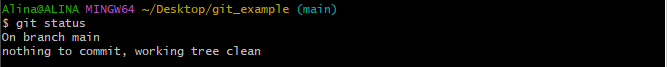 Alina@ALINA MINGW64 ~/Desktop/git_example (main)
$ git status
On branch main
nothing to commit, working tree clean